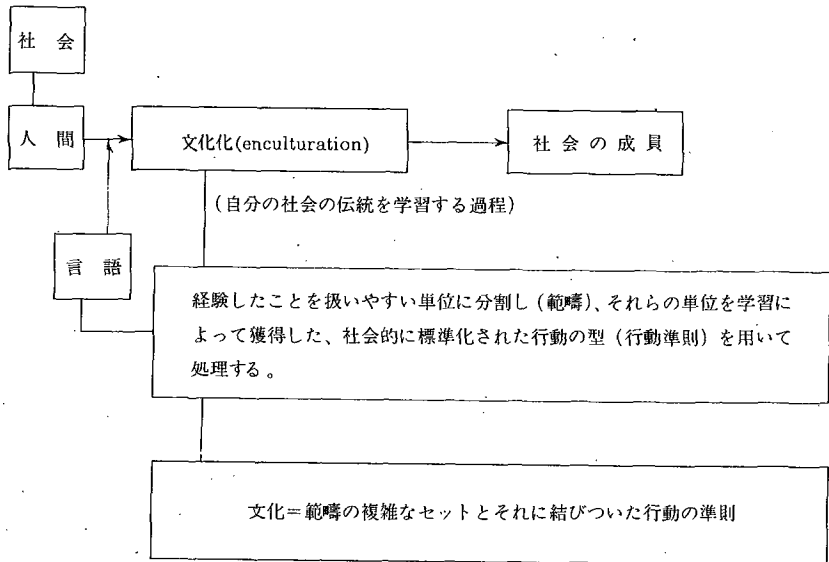 社会
人間
文化化(enculturation)
社会の成員
(自分の社会の伝統を学習する過程)
言語
経験したことを扱いやすい単位に分割し(範疇)、それらの単位を学習に
よって獲得した、社会的に標準化された行動の型(行動準則)を用いて
処理する。
文化=範疇の複雑なセットとそれに結びついた行動の準則